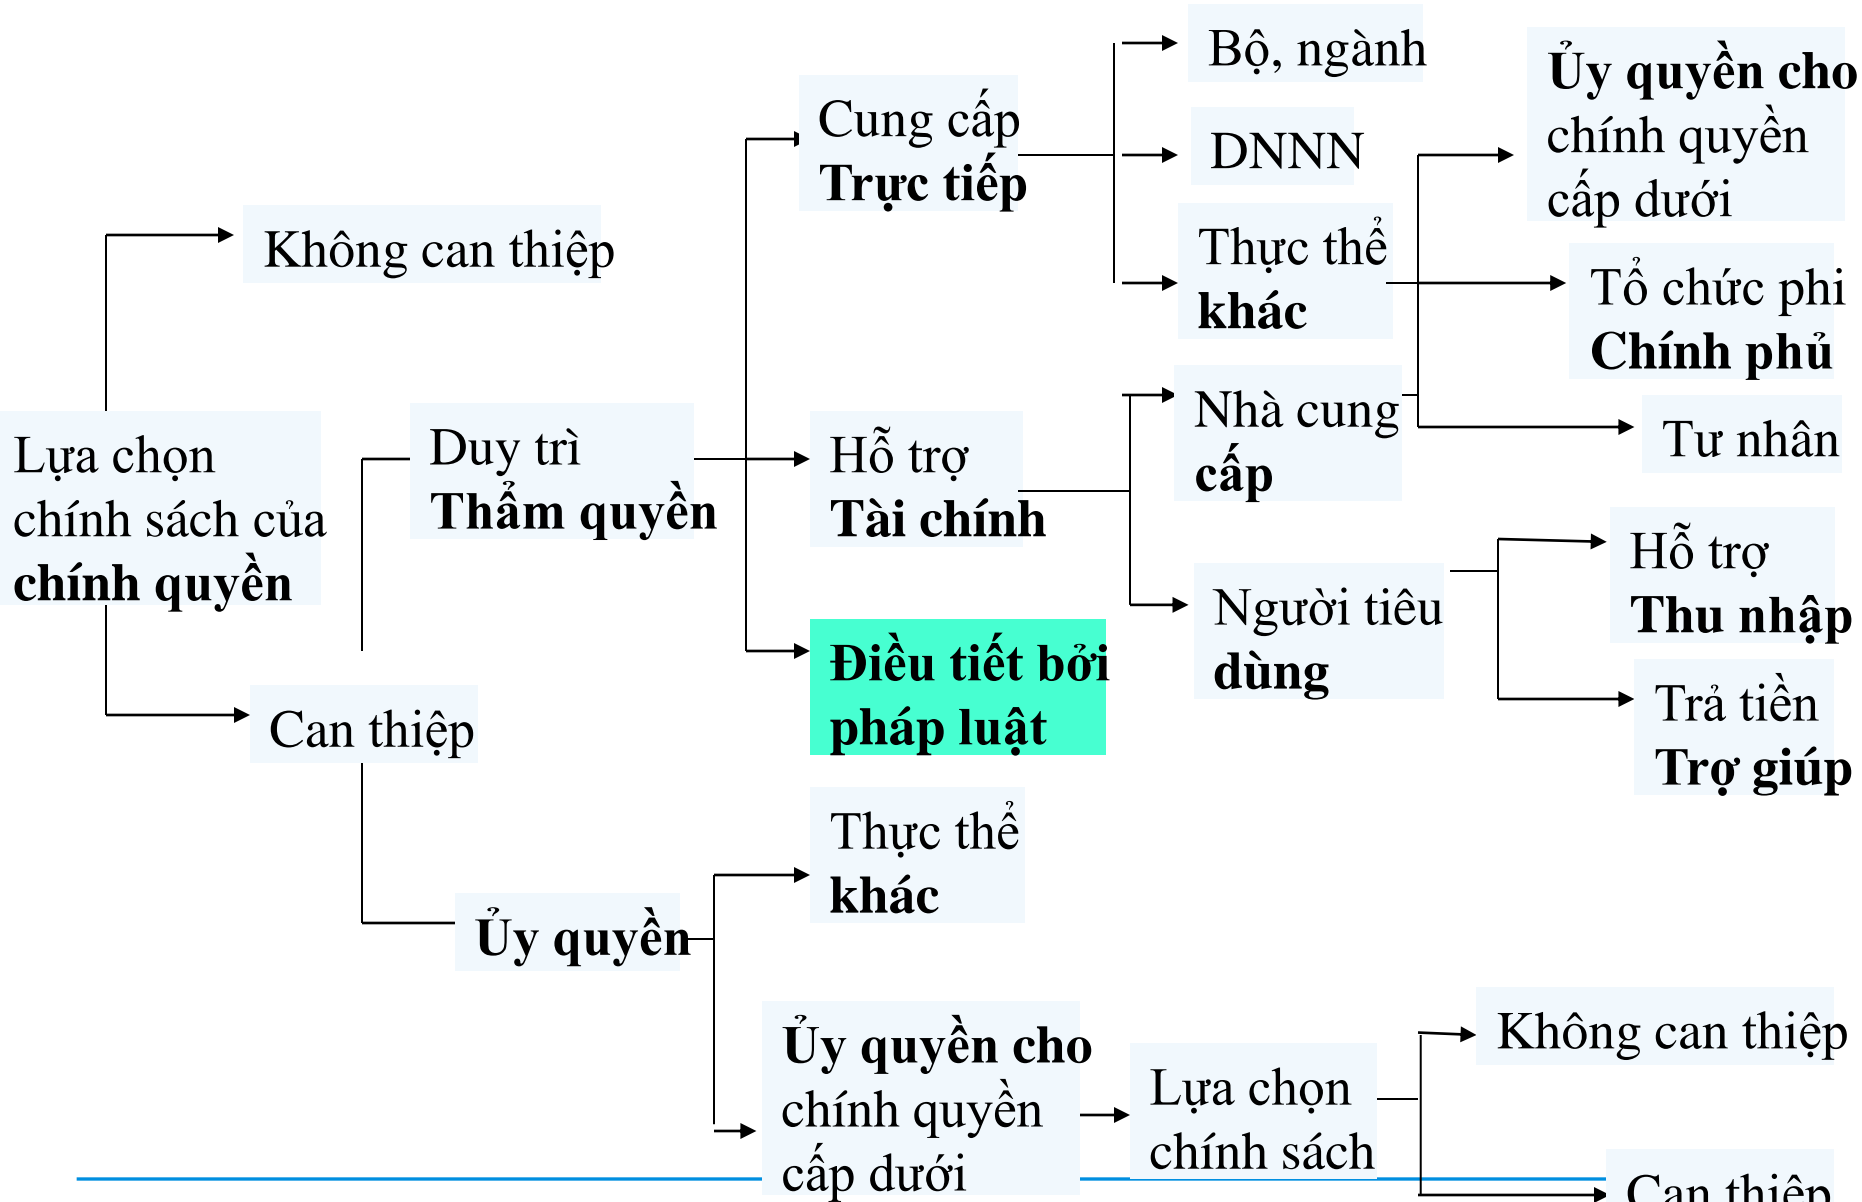 Bộ, ngành
Ủy quyền cho
chính quyền
cấp dưới
Cung cấp
Trực tiếp
DNNN
Không can thiệp
Thực thể
khác
Tổ chức phi
Chính phủ
Lựa chọn
chính sách của
chính quyền
Duy trì
Thẩm quyền
Hỗ trợ
Tài chính
Nhà cung
cấp
Tư nhân
Người tiêu
dùng
Hỗ trợ
Thu nhập
Điều tiết bởi
pháp luật
Trả tiền
Trợ giúp
Can thiệp
Thực thể
khác
Ủy quyền
Ủy quyền cho
chính quyền
cấp dưới
Lựa chọn
chính sách
Không can thiệp
Can thiệp